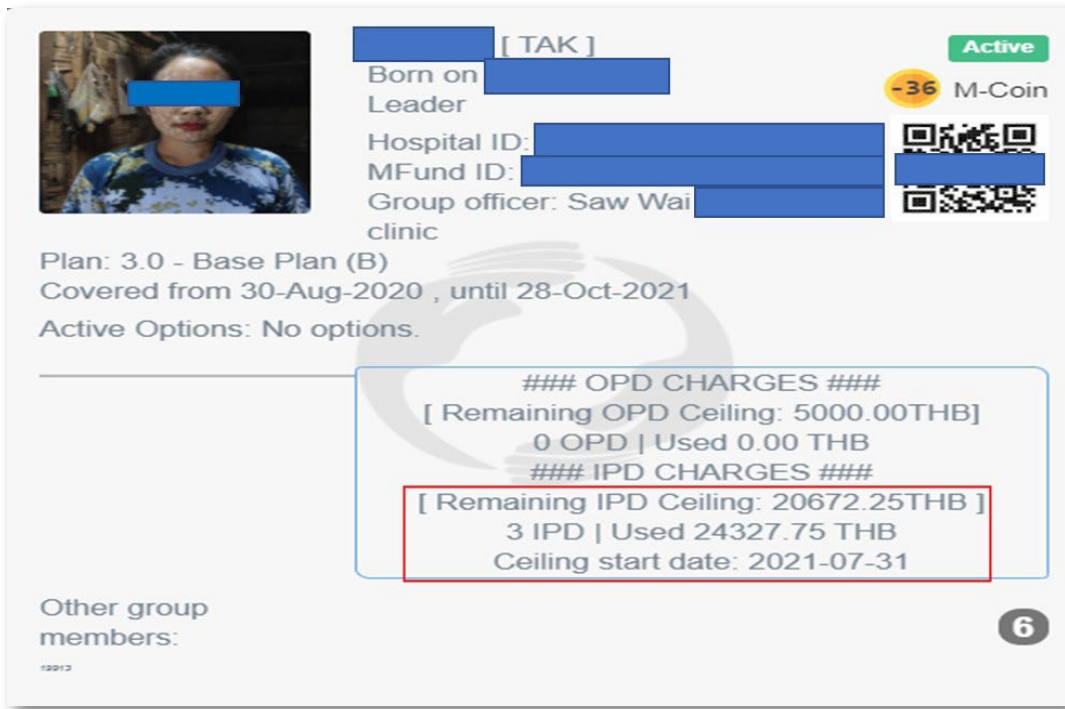 [ TAK ]
Active
Born on
-36 M-Coin
Leader
Hospital ID:
MFund ID:
Group officer: Saw Wai
clinic
Plan: 3.0 - Base Plan (B)
Covered from 30-Aug-2020 , until 28-Oct-2021
Active Options: No options.
### OPD CHARGES ###
[ Remaining OPD Ceiling: 5000.00THB]
0 OPD | Used 0.00 THB
### IPD CHARGES ###
[ Remaining IPD Ceiling: 20672.25THB ]
3 IPD | Used 24327.75 THB
Ceiling start date: 2021-07-31
Other group
members:
6